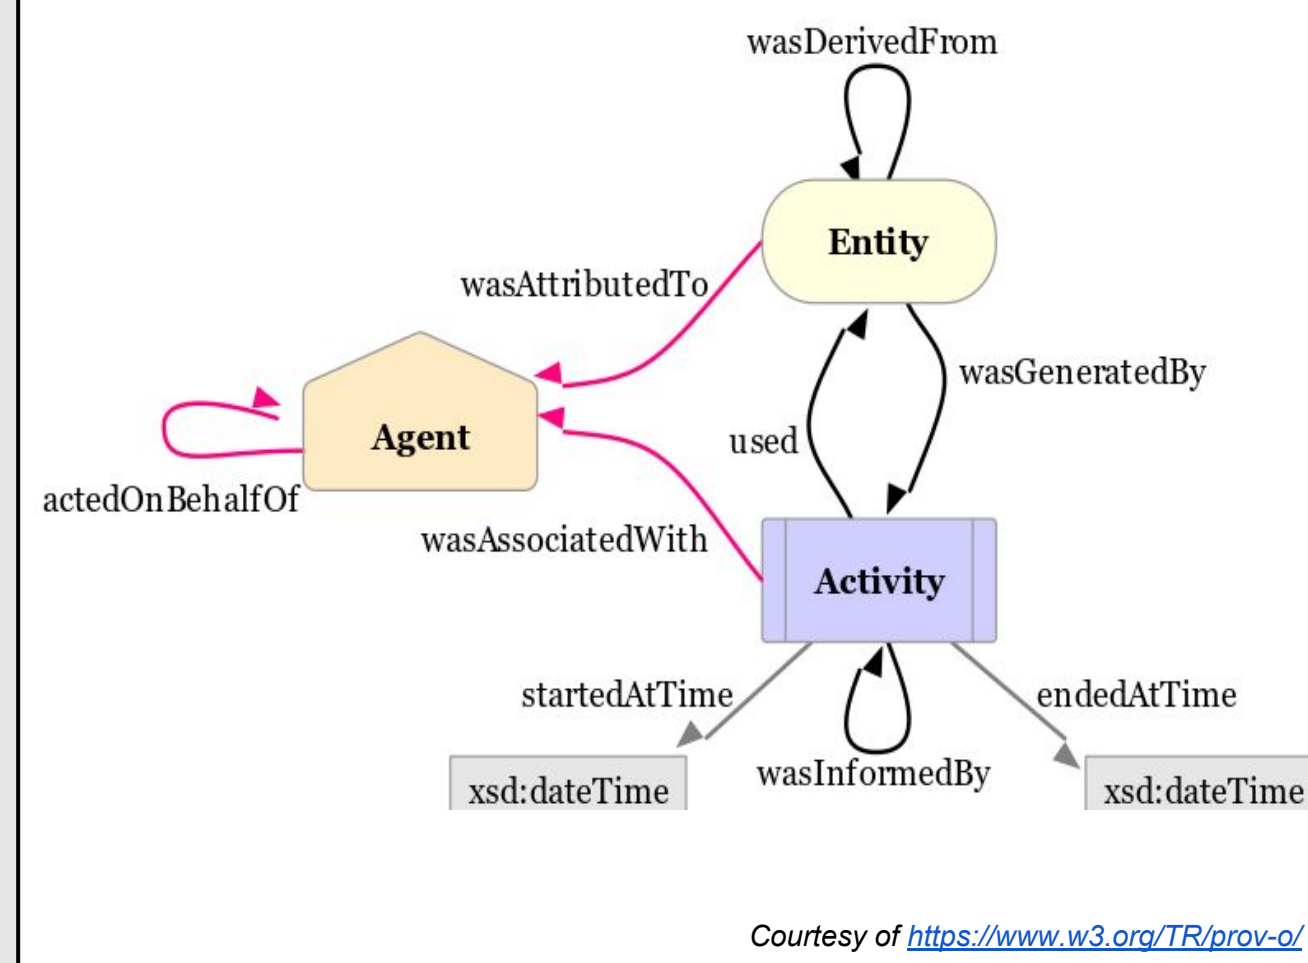 wasDerivedFrom
Entity
wasAttributedTo
wasGeneratedBy
used
Agent
actedOnBehalfOf
wasAssociatedWith
Activity
startedAtTime
endedAtTime
wasInformedBy
xsd:dateTime
xsd:dateTime
Courtesy of https://www.w3.org/TR/prov-o/